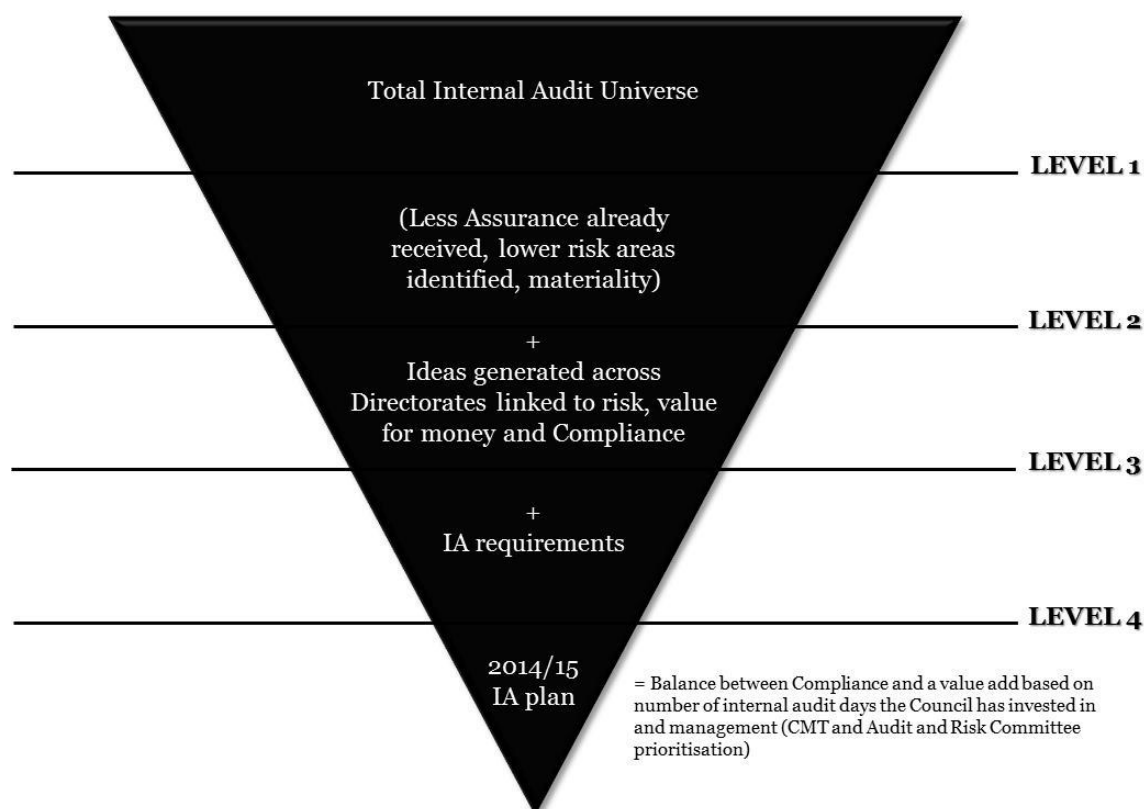 Total Internal Audit Universe
LEVEL 1
(Less Assurance already
received, lower risk areas
identified, materiality)
LEVEL 2
+
Ideas generated across
Directorates linked to risk, value
for money and Compliance
LEVEL 3
+
IA requirements
LEVEL 4
2014/15
IA plan
= Balance between Compliance and a value add based on
number of internal audit days the Council has invested in
and management (CMT and Audit and Risk Committee
prioritisation)